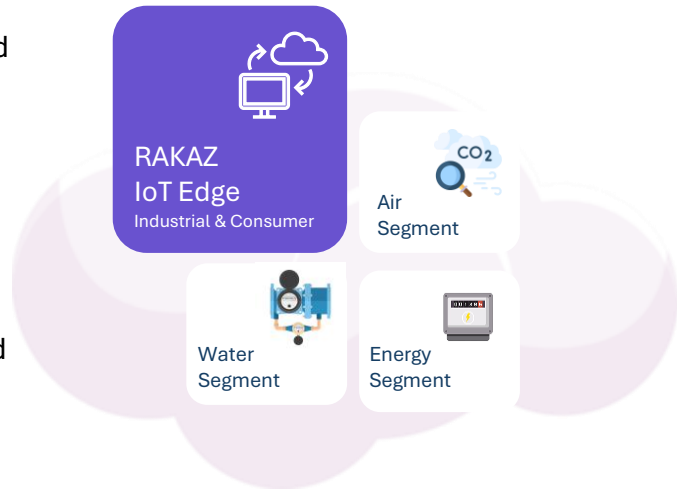 d
RAKAZ
IoT Edge
Industrial & Consumer
CO2
Air
Segment
d
Water
Segment
Energy
Segment